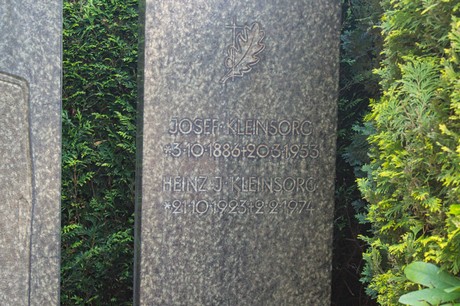 JOSEF KLEINSORG
*3·10·1886 ✝20·3·1953
HEINZ J. KLEINSORG
*21·10·1923 ✝2·2·1974